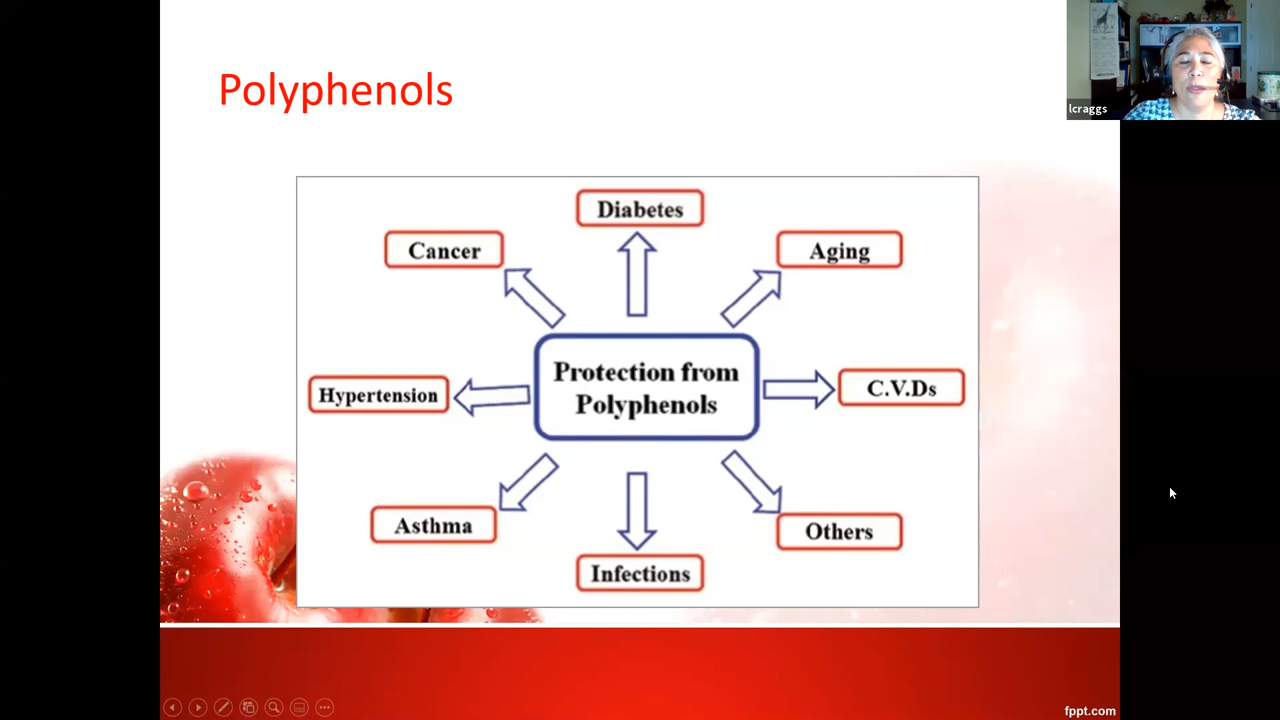 Polyphenols
lcraggs
Diabetes
Cancer
Aging
Protection from
Polyphenols
Hypertension
C.V.Ds
Asthma
Others
Infections
fppt.com